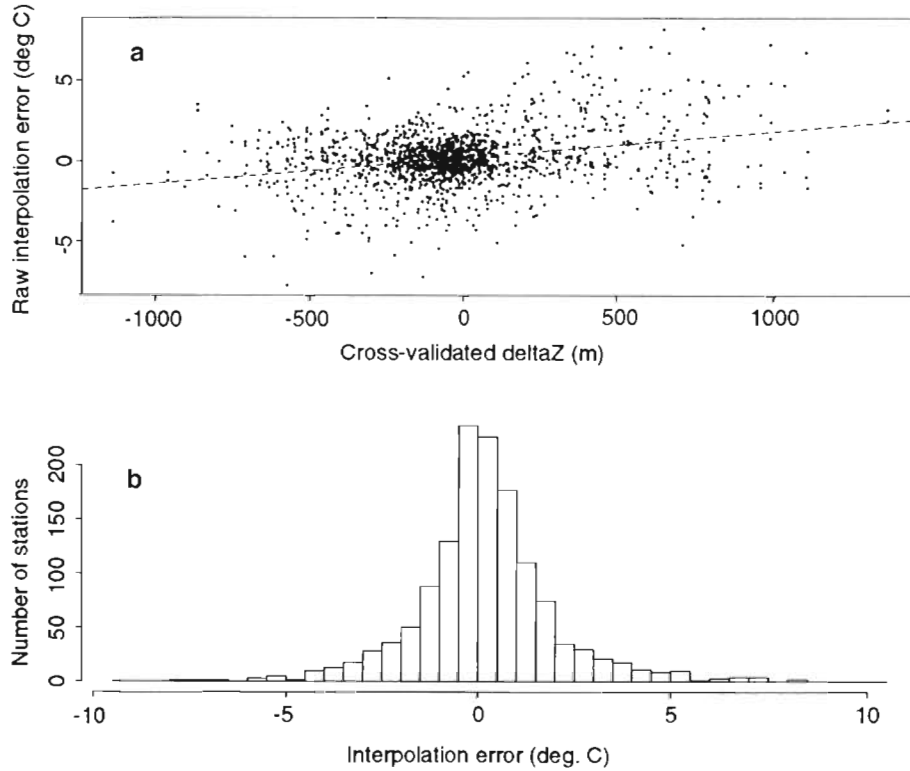 a
Raw interpolation error (deg C)
5
0
-5
-1000 -500 0 500 1000
Cross-validated deltaZ (m)
b
Number of stations
200
150
100
50
0
-10 -5 0 5 10
Interpolation error (deg. C)